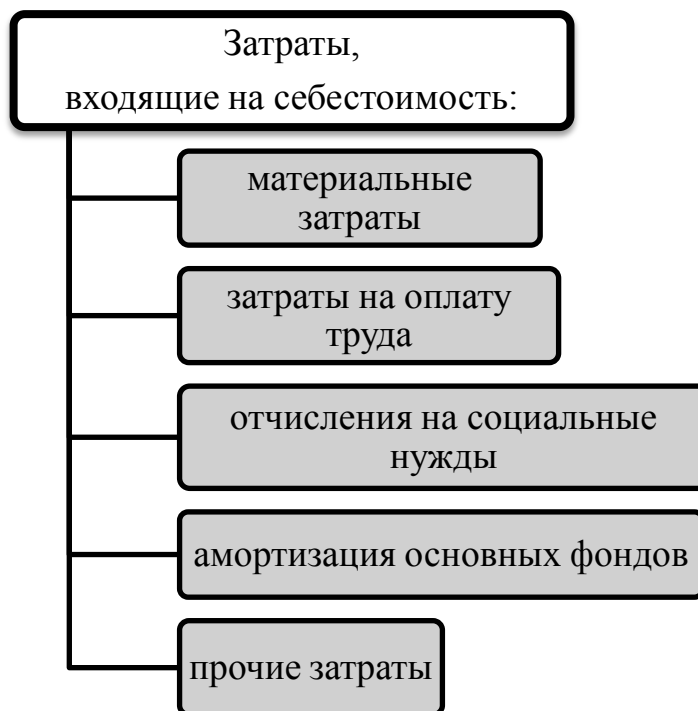 Затраты,
входящие на себестоимость:
материальные
затраты
затраты на оплату
труда
отчисления на социальные
нужды
амортизация основных фондов
прочие затраты